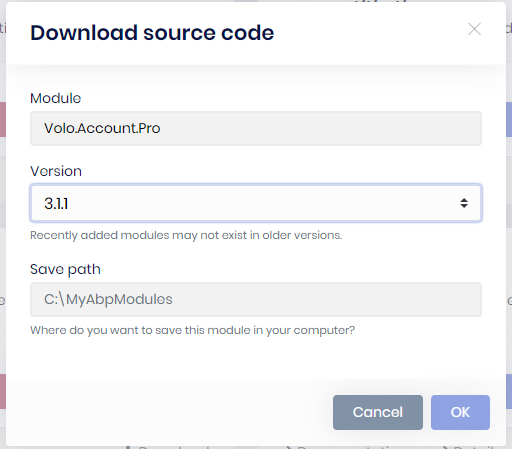 Download source code
Module
Volo.Account.Pro
Version
3.1.1
Recently added modules may not exist in older versions.
Save path
C:\MyAbpModules
Where do you want to save this module in your computer?
Cancel
OK